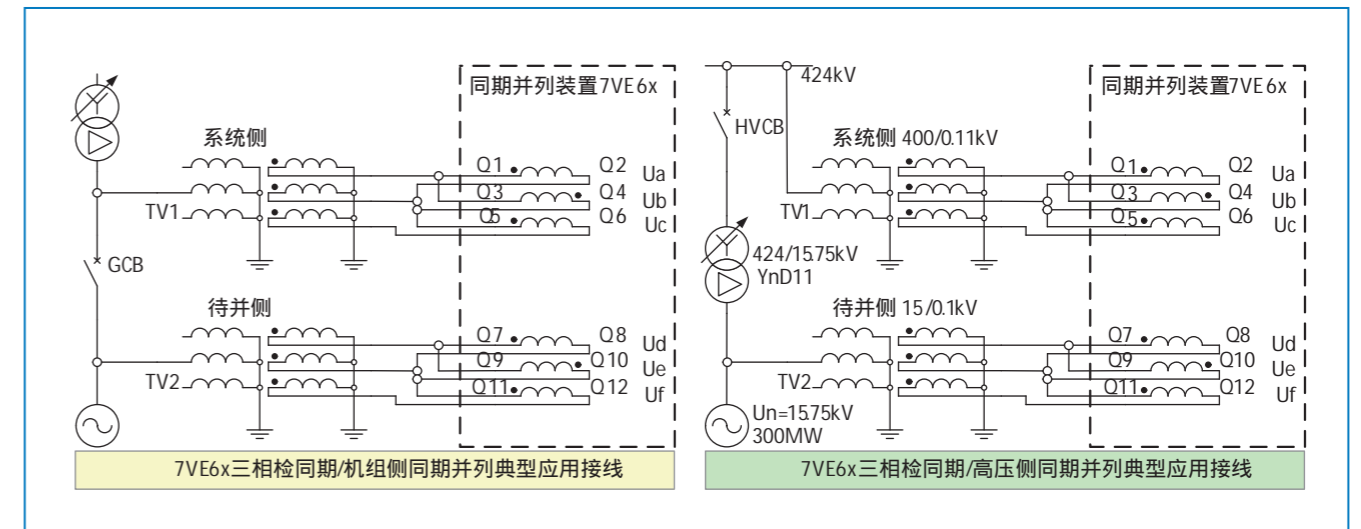 同期并列装置7VE6x
系统侧
Q1
Q2
Ua
Q3
Q4
Ub
TV1
Q5
Q6
Uc
GCB
待并侧
Q7
Q8
Ud
Q9
Q10
Ue
TV2
Q11
Q12
Uf
7VE6x三相检同期/机组侧同期并列典型应用接线
424kV
同期并列装置7VE6x
HVCB
系统侧 400/0.11kV
Q1
Q2
Ua
Q3
Q4
Ub
TV1
Q5
Q6
Uc
424/15.75kV
YnD11
待并侧 15/0.1kV
Q7
Q8
Ud
Q9
Q10
Ue
TV2
Q11
Q12
Uf
Un=15.75kV
300MW
7VE6x三相检同期/高压侧同期并列典型应用接线